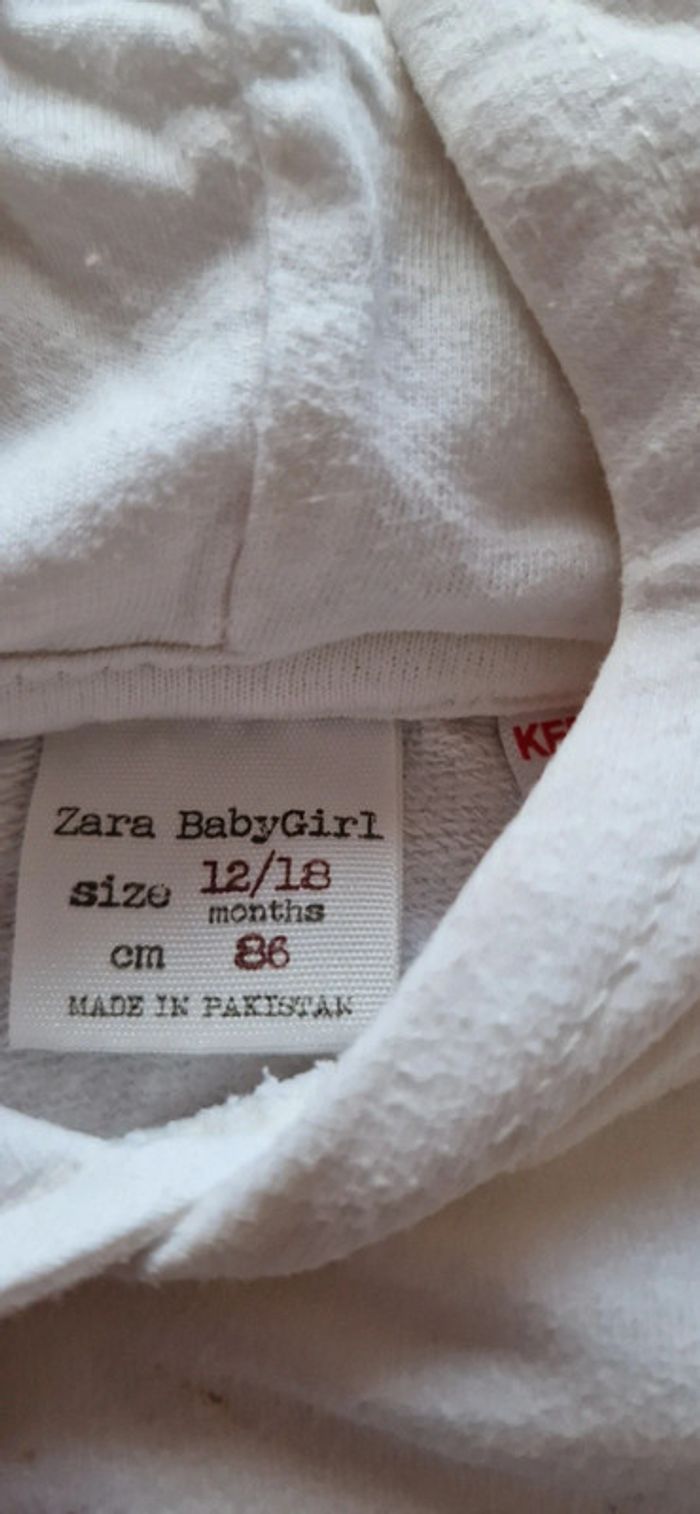 Zara BabyGirl
size 12/18
months
cm 86
MADE IN PAKISTAN